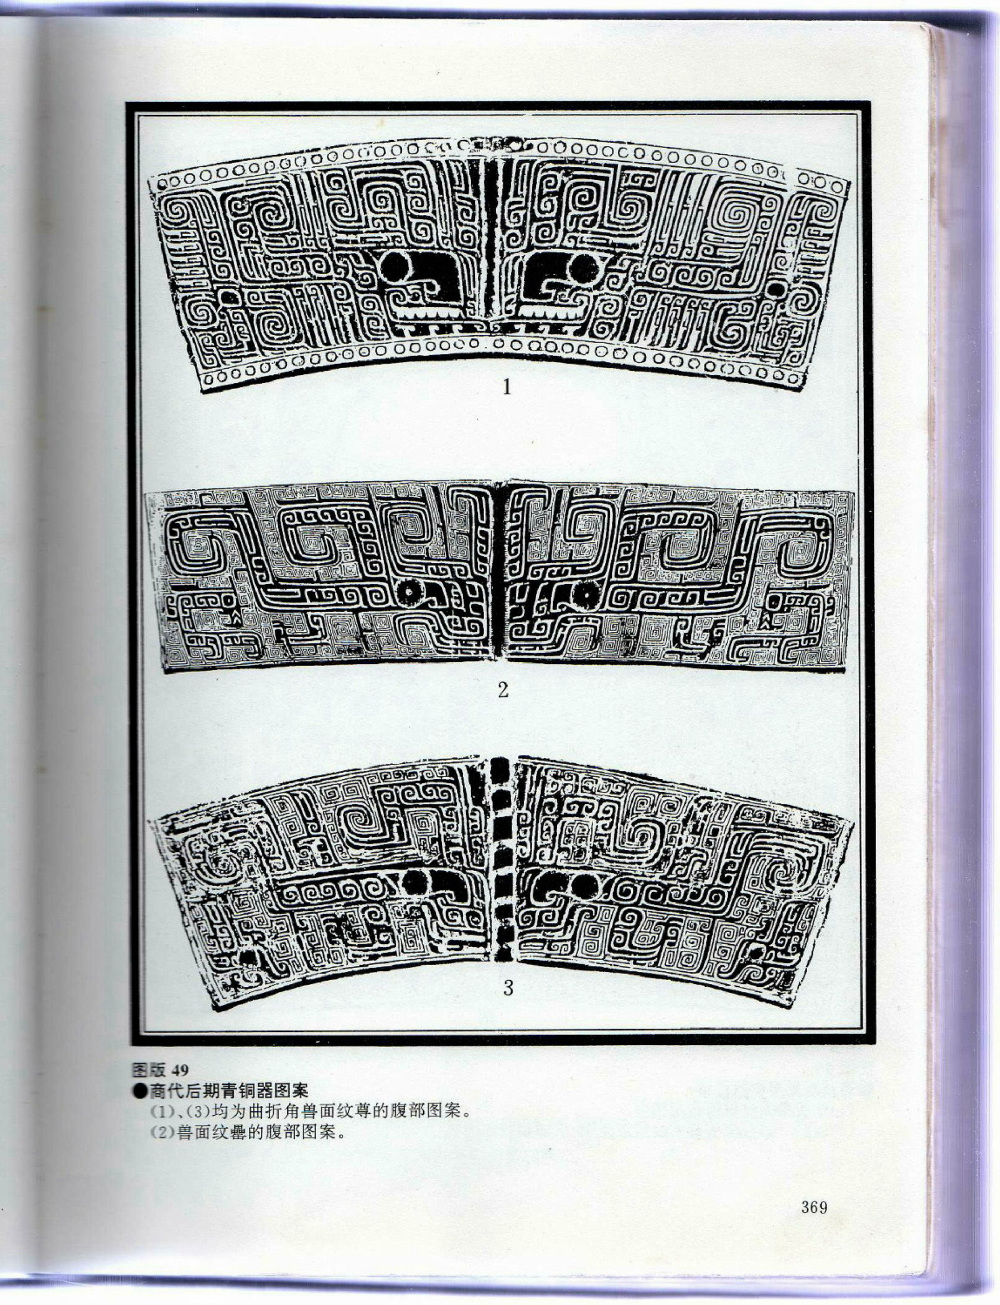 1
2
3
图版 49
●商代后期青铜器图案
(1)、(3)均为曲折角兽面纹尊的腹部图案。
(2)兽面纹罍的腹部图案。
369